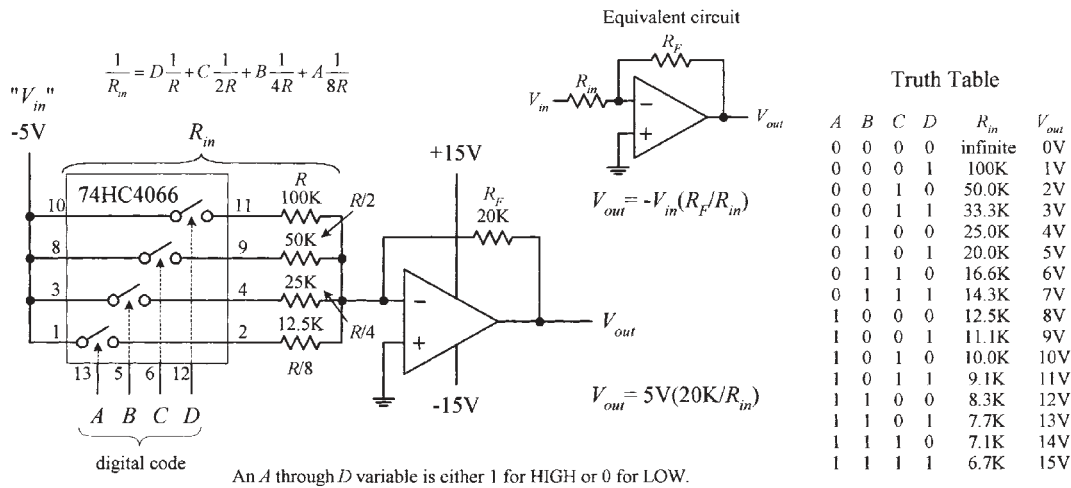 Equivalent circuit
R_F
R_in
V_in
−
+
V_out
V_out = -V_in(R_F/R_in)
1/R_in = D 1/R + C 1/2R + B 1/4R + A 1/8R
"V_in"
-5V
R_in
74HC4066
10
11
R
100K
R/2
8
9
50K
3
4
25K
R/4
1
2
12.5K
R/8
13
5
6
12
A B C D
digital code
+15V
R_F
20K
−
+
-15V
V_out
V_out = 5V(20K/R_in)
An A through D variable is either 1 for HIGH or 0 for LOW.
Truth Table
A B C D R_in V_out
0 0 0 0 infinite 0V
0 0 0 1 100K 1V
0 0 1 0 50.0K 2V
0 0 1 1 33.3K 3V
0 1 0 0 25.0K 4V
0 1 0 1 20.0K 5V
0 1 1 0 16.6K 6V
0 1 1 1 14.3K 7V
1 0 0 0 12.5K 8V
1 0 0 1 11.1K 9V
1 0 1 0 10.0K 10V
1 0 1 1 9.1K 11V
1 1 0 0 8.3K 12V
1 1 0 1 7.7K 13V
1 1 1 0 7.1K 14V
1 1 1 1 6.7K 15V